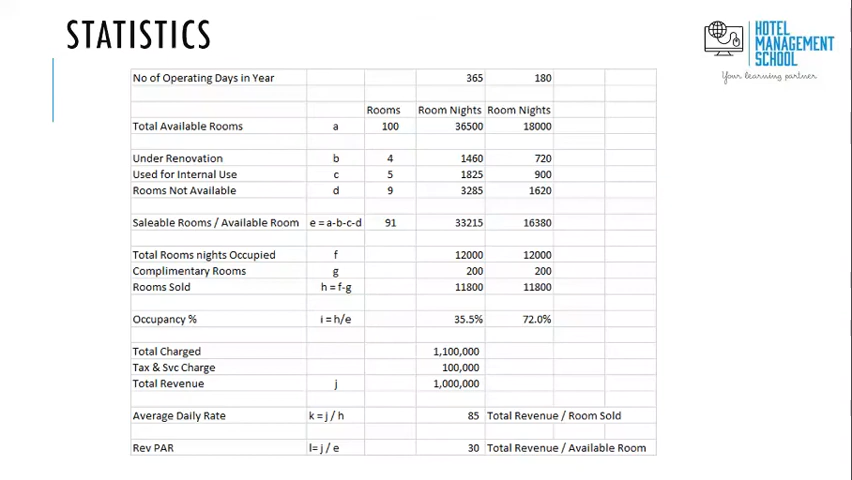 STATISTICS
HOTEL
MANAGEMENT
SCHOOL
Your learning partner
No of Operating Days in Year 365 180
Rooms Room Nights Room Nights
Total Available Rooms a 100 36500 18000
Under Renovation b 4 1460 720
Used for Internal Use c 5 1825 900
Rooms Not Available d 9 3285 1620
Saleable Rooms / Available Room e = a-b-c-d 91 33215 16380
Total Rooms nights Occupied f 12000 12000
Complimentary Rooms g 200 200
Rooms Sold h = f-g 11800 11800
Occupancy % i = h/e 35.5% 72.0%
Total Charged 1,100,000
Tax & Svc Charge 100,000
Total Revenue j 1,000,000
Average Daily Rate k = j / h 85 Total Revenue / Room Sold
Rev PAR l= j / e 30 Total Revenue / Available Room